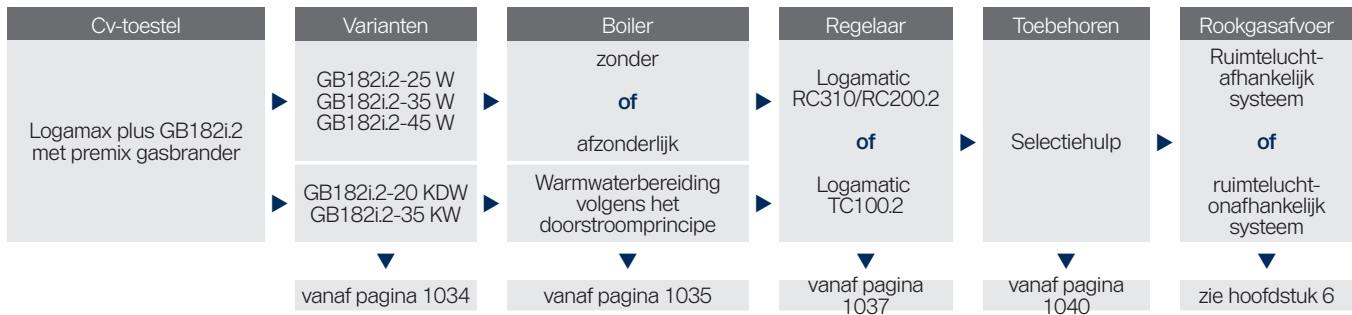 Cv-toestel
Varianten
Boiler
Regelaar
Toebehoren
Rookgasafvoer
Logamax plus GB182i.2
met premix gasbrander
GB182i.2-25 W
GB182i.2-35 W
GB182i.2-45 W
GB182i.2-20 KDW
GB182i.2-35 KW
zonder
of
afzonderlijk
Warmwaterbereiding
volgens het
doorstroomprincipe
Logamatic
RC310/RC200.2
of
Logamatic
TC100.2
Selectiehulp
Ruimtelucht-
afhankelijk
systeem
of
ruimtelucht-
onafhankelijk
systeem
vanaf pagina 1034
vanaf pagina 1035
vanaf pagina
1037
vanaf pagina
1040
zie hoofdstuk 6